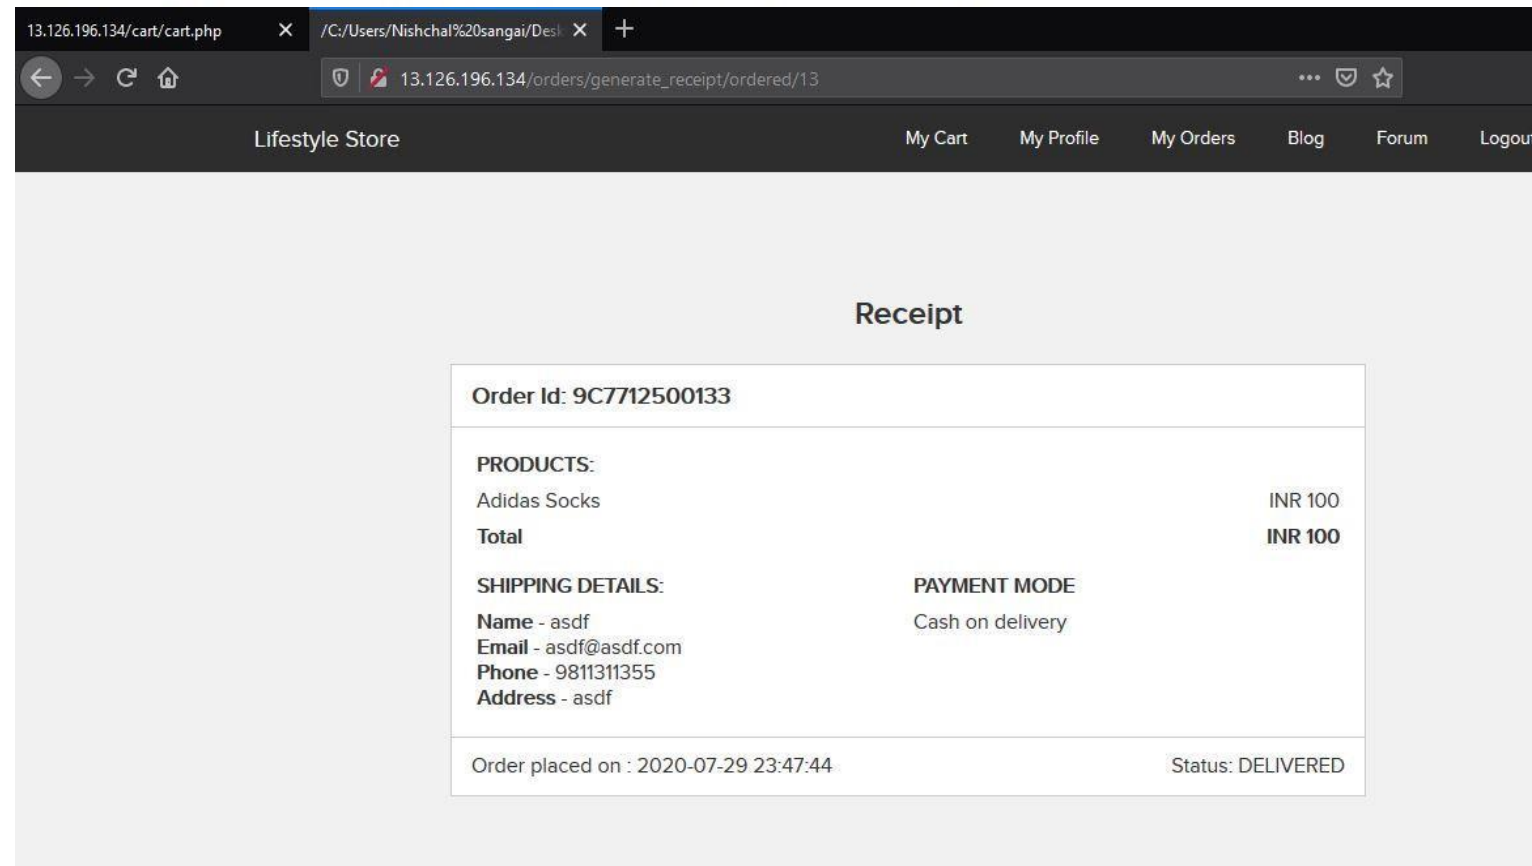 13.126.196.134/cart/cart.php /C:/Users/Nishchal%20sangai/Desk
13.126.196.134/orders/generate_receipt/ordered/13
Lifestyle Store My Cart My Profile My Orders Blog Forum Logout
Receipt
Order Id: 9C7712500133
PRODUCTS:
Adidas Socks INR 100
Total INR 100
SHIPPING DETAILS: PAYMENT MODE
Name - asdf Cash on delivery
Email - asdf@asdf.com
Phone - 9811311355
Address - asdf
Order placed on : 2020-07-29 23:47:44 Status: DELIVERED